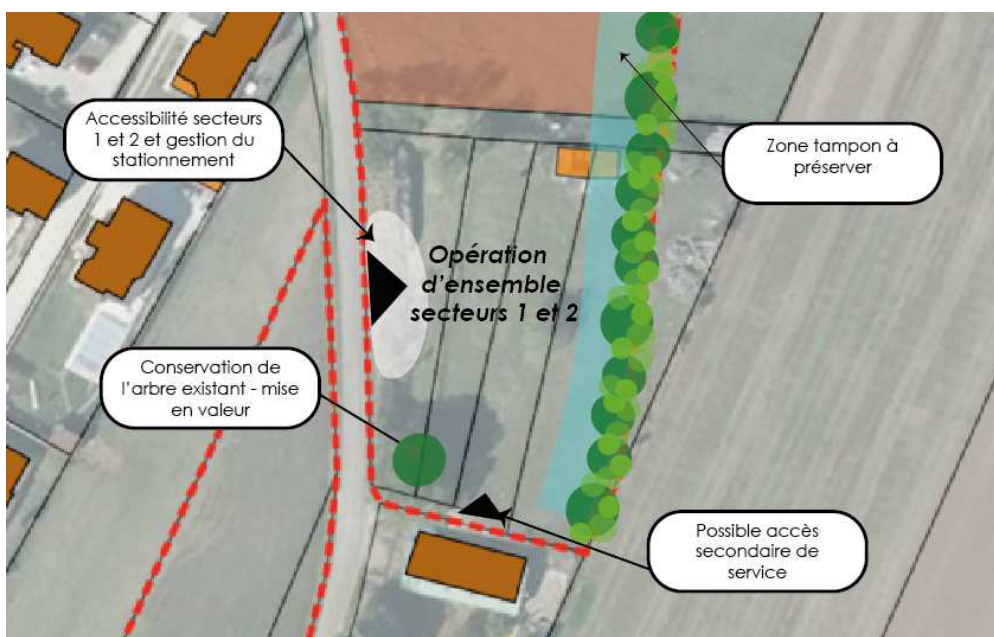 Accessibilité secteurs
1 et 2 et gestion du
stationnement
Zone tampon à
préserver
Opération
d'ensemble
secteurs 1 et 2
Conservation de
l'arbre existant - mise
en valeur
Possible accès
secondaire de
service